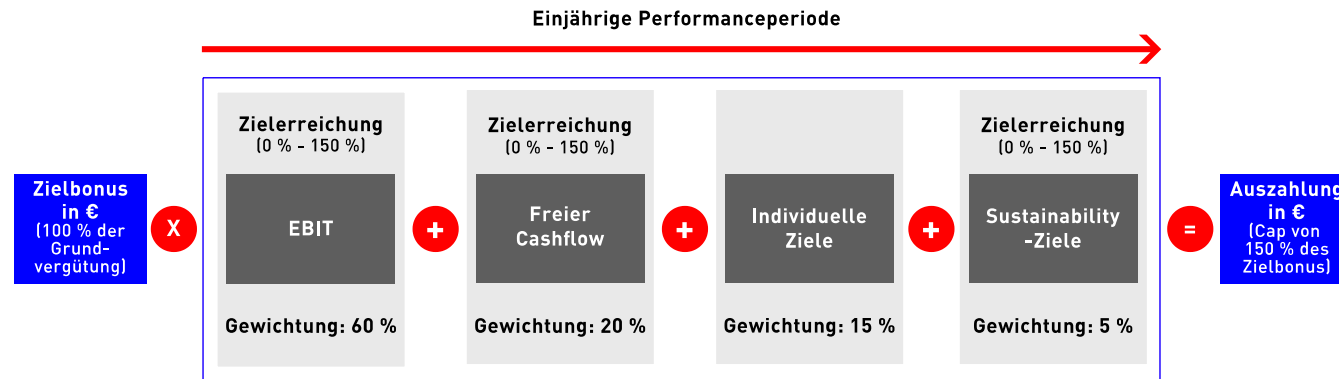 Einjährige Performanceperiode
Zielbonus
in €
(100 % der
Grund-
vergütung)
X
Zielerreichung
(0 % - 150 %)
EBIT
Gewichtung: 60 %
+
Zielerreichung
(0 % - 150 %)
Freier
Cashflow
Gewichtung: 20 %
+
Individuelle
Ziele
Gewichtung: 15 %
+
Zielerreichung
(0 % - 150 %)
Sustainability
-Ziele
Gewichtung: 5 %
=
Auszahlung
in €
(Cap von
150 % des
Zielbonus)